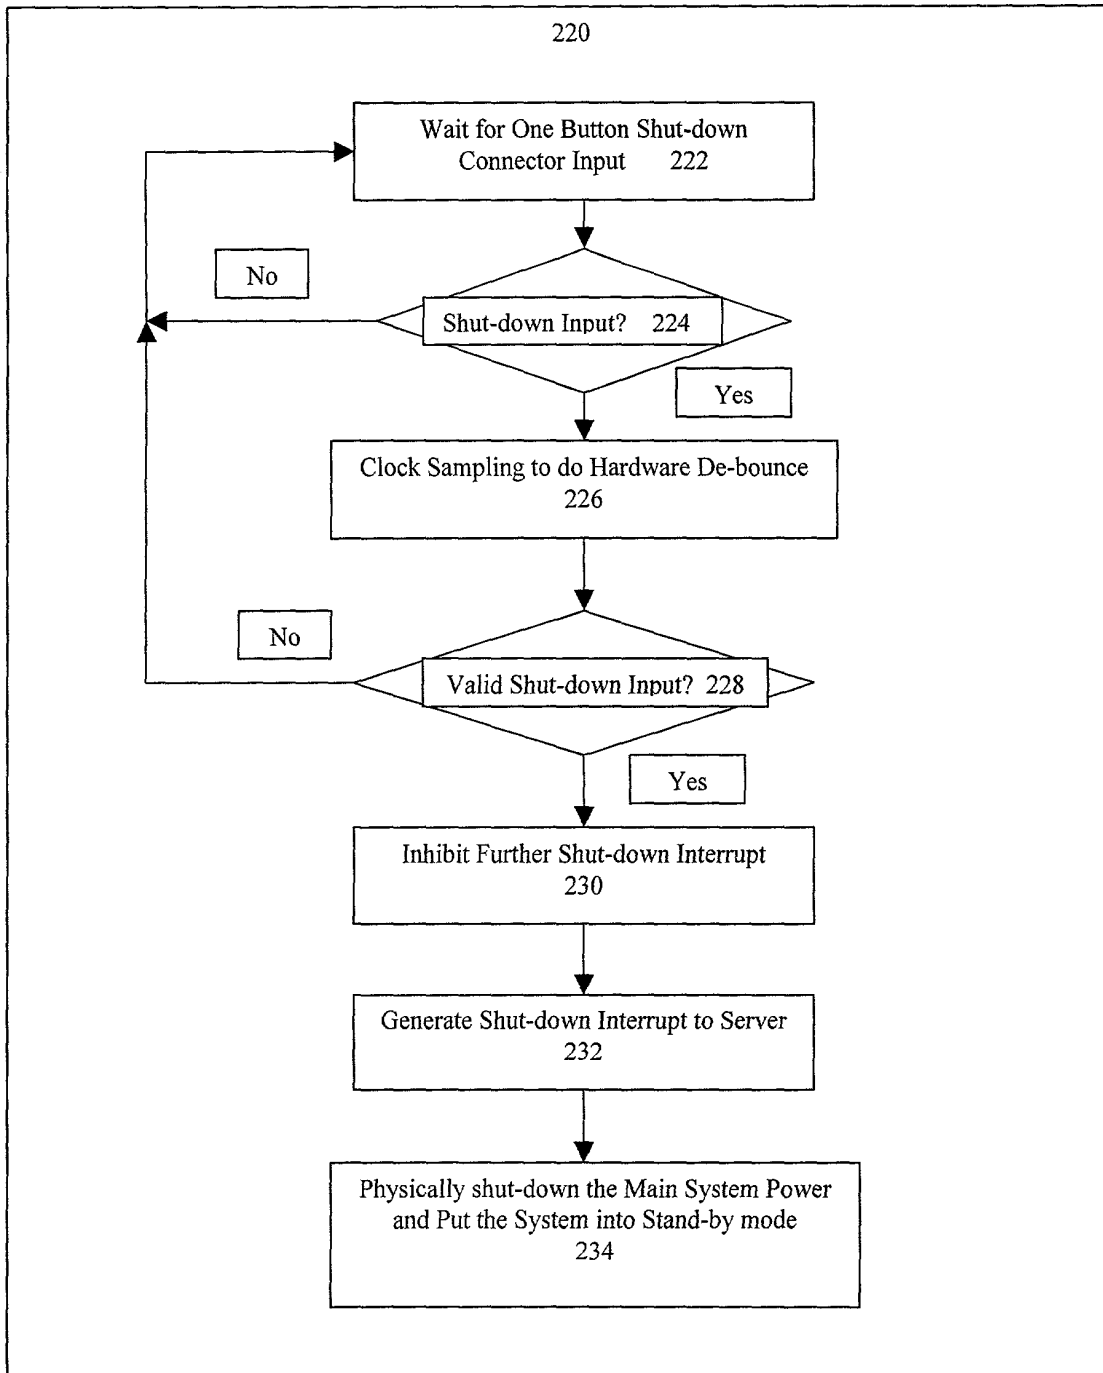 220
Wait for One Button Shut-down
Connector Input 222
No
Shut-down Input? 224
Yes
Clock Sampling to do Hardware De-bounce
226
No
Valid Shut-down Input? 228
Yes
Inhibit Further Shut-down Interrupt
230
Generate Shut-down Interrupt to Server
232
Physically shut-down the Main System Power
and Put the System into Stand-by mode
234